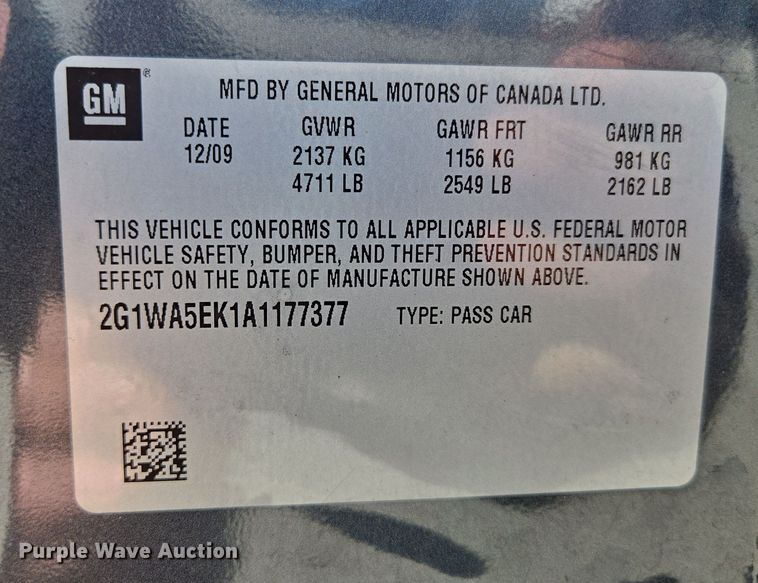 GM
MFD BY GENERAL MOTORS OF CANADA LTD.
DATE GVWR GAWR FRT GAWR RR
12/09 2137 KG 1156 KG 981 KG
4711 LB 2549 LB 2162 LB
THIS VEHICLE CONFORMS TO ALL APPLICABLE U.S. FEDERAL MOTOR
VEHICLE SAFETY, BUMPER, AND THEFT PREVENTION STANDARDS IN
EFFECT ON THE DATE OF MANUFACTURE SHOWN ABOVE.
2G1WA5EK1A1177377 TYPE: PASS CAR
Purple Wave Auction